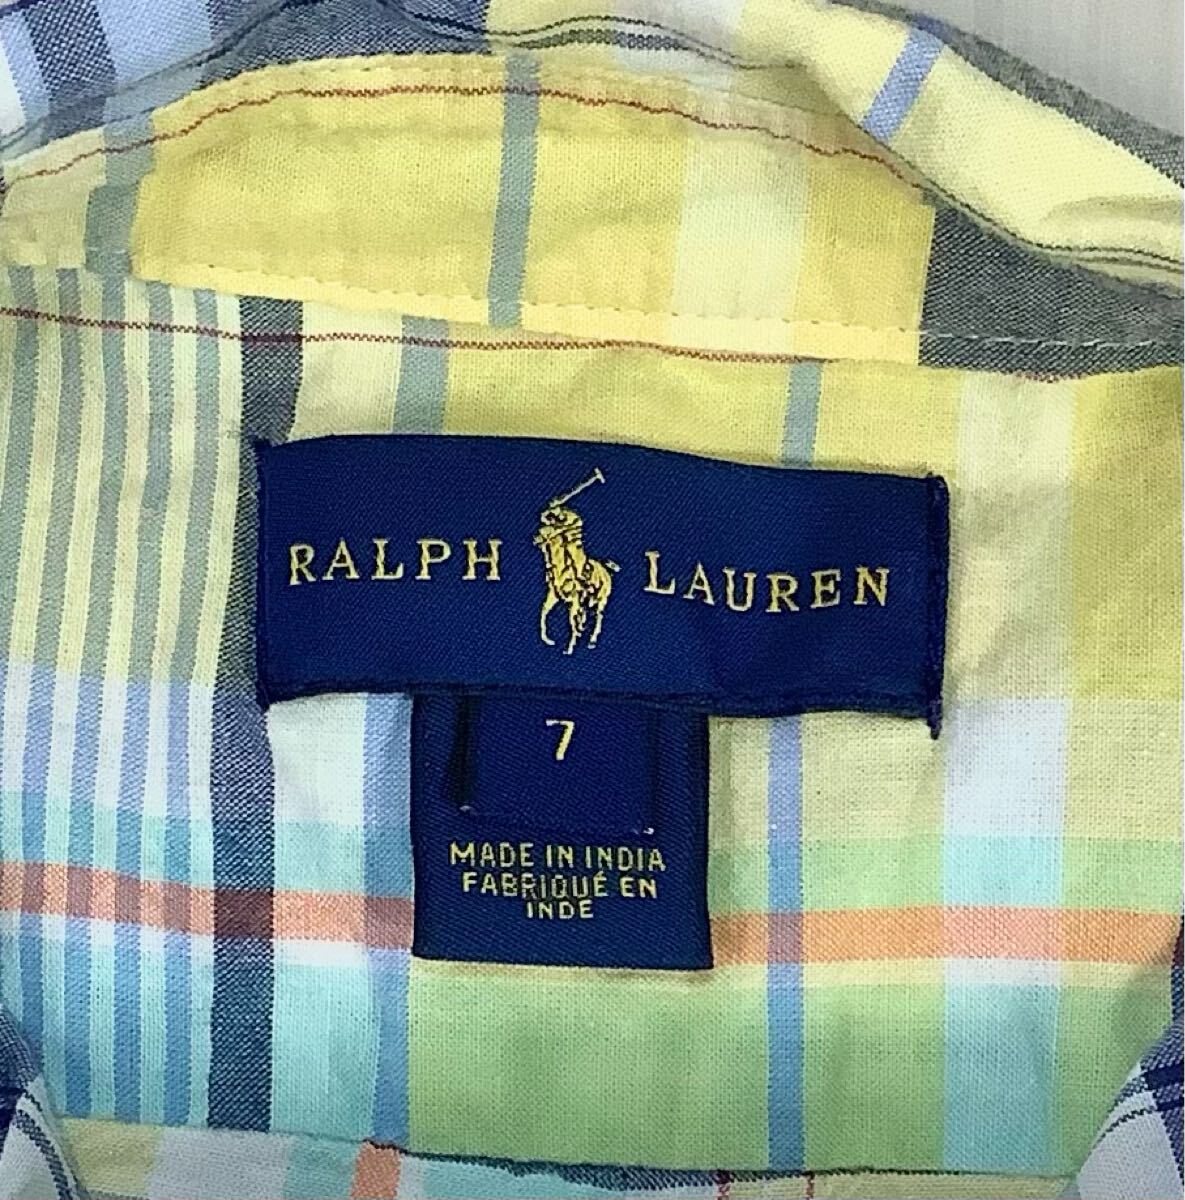 RALPH LAUREN
7
MADE IN INDIA
FABRIQUÉ EN
INDE